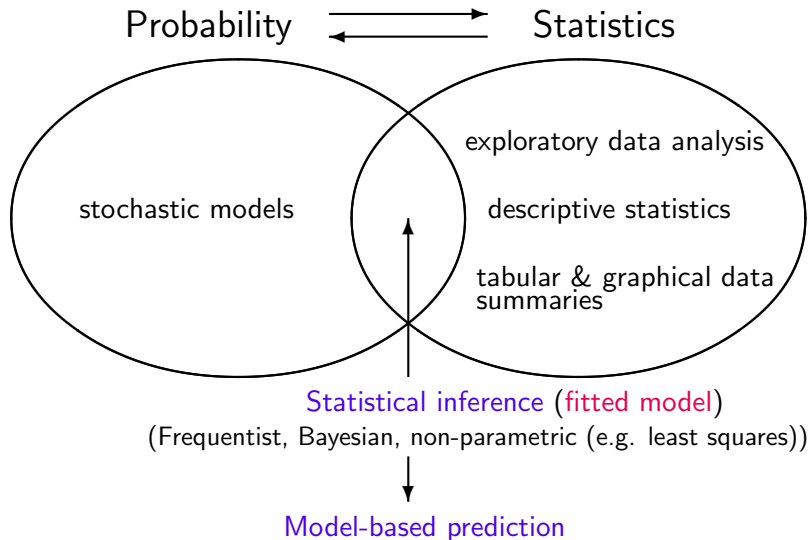 Probability
Statistics
exploratory data analysis
stochastic models
descriptive statistics
tabular & graphical data
summaries
Statistical inference (fitted model)
(Frequentist, Bayesian, non-parametric (e.g. least squares))
Model-based prediction